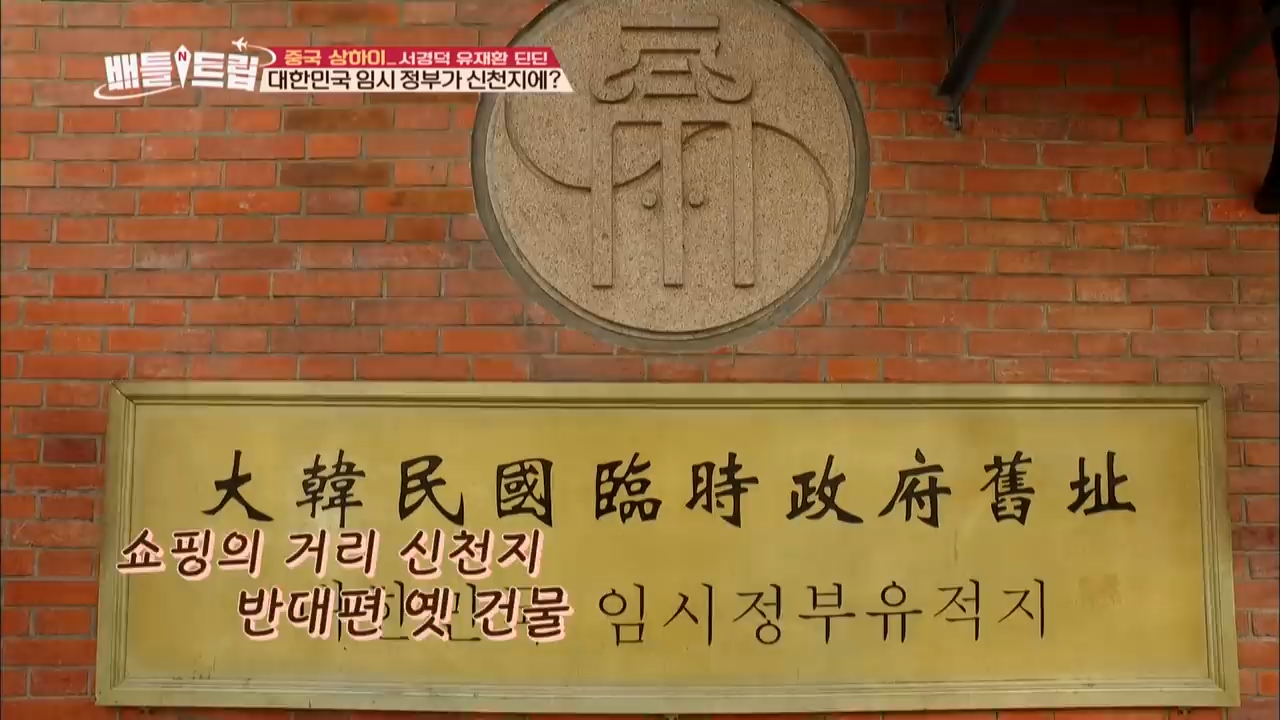 배틀트립
중국 상하이_서경덕 유재환 딘딘
대한민국 임시 정부가 신천지에?
大韓民國臨時政府舊址
쇼핑의 거리 신천지
반대편 옛 건물
임시정부유적지